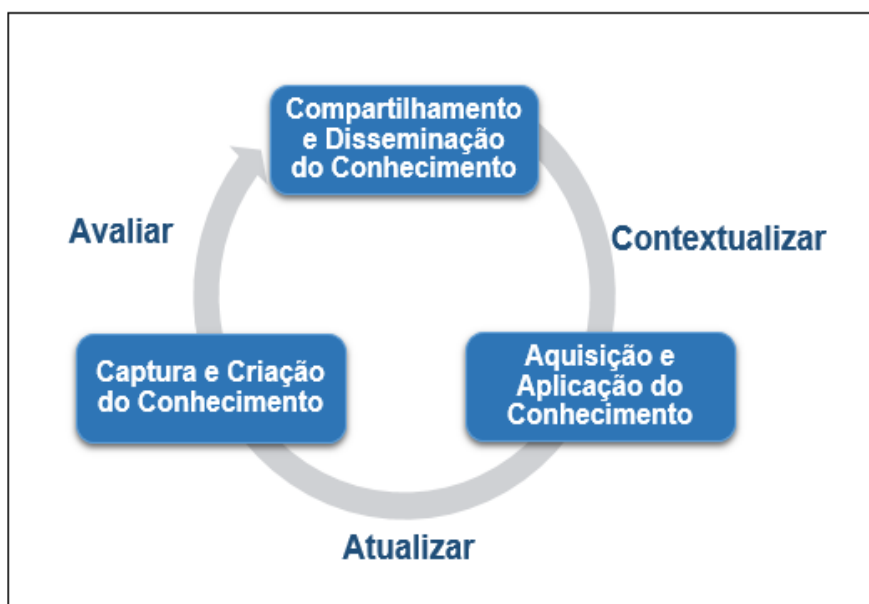 Compartilhamento
e Disseminação
do Conhecimento
Avaliar
Contextualizar
Captura e Criação
do Conhecimento
Aquisição e
Aplicação do
Conhecimento
Atualizar